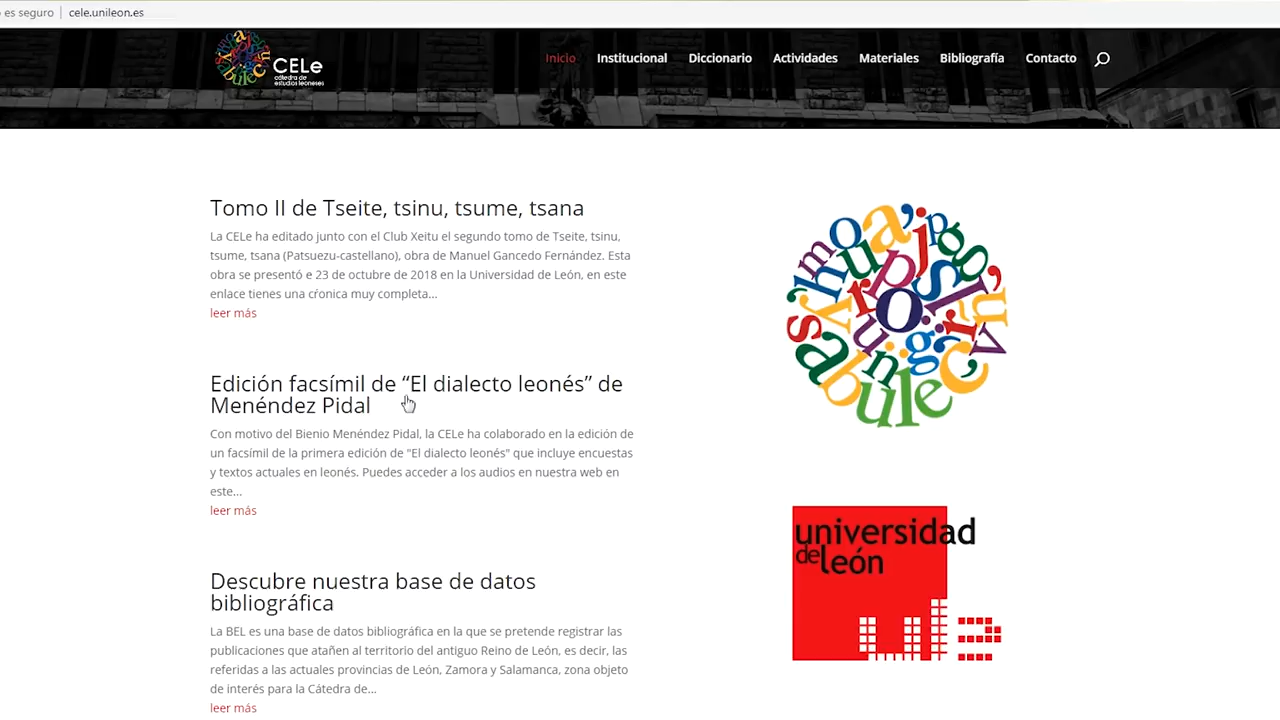 es seguro | cele.unileon.es
CELe
cátedra de
estudios leoneses
Inicio Institucional Diccionario Actividades Materiales Bibliografía Contacto
Tomo II de Tseite, tsinu, tsume, tsana
La CELe ha editado junto con el Club Xeitu el segundo tomo de Tseite, tsinu,
tsume, tsana (Patsuezu-castellano), obra de Manuel Gancedo Fernández. Esta
obra se presentó e 23 de octubre de 2018 en la Universidad de León, en este
enlace tienes una cŕonica muy completa...
leer más
Edición facsímil de “El dialecto leonés” de
Menéndez Pidal
Con motivo del Bienio Menéndez Pidal, la CELe ha colaborado en la edición de
un facsímil de la primera edición de "El dialecto leonés" que incluye encuestas
y textos actuales en leonés. Puedes acceder a los audios en nuestra web en
este...
leer más
Descubre nuestra base de datos
bibliográfica
La BEL es una base de datos bibliográfica en la que se pretende registrar las
publicaciones que atañen al territorio del antiguo Reino de León, es decir, las
referidas a las actuales provincias de León, Zamora y Salamanca, zona objeto
de interés para la Cátedra de...
leer más
universidad
de león
ule